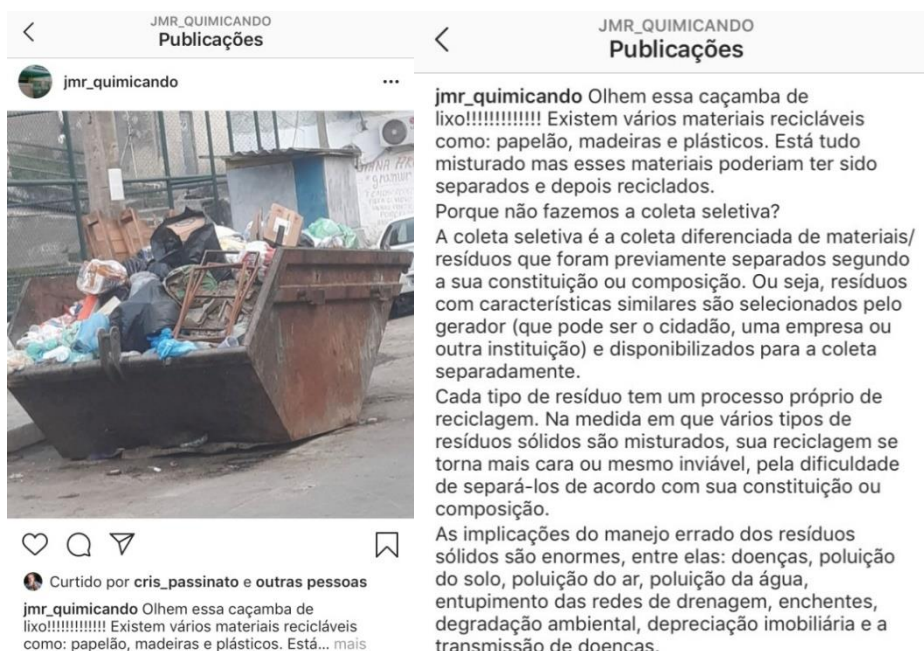 JMR_QUIMICANDO
Publicações
jmr_quimicando
Curtido por cris_passinato e outras pessoas
jmr_quimicando Olhem essa caçamba de
lixo!!!!!!!!!!!!! Existem vários materiais recicláveis
como: papelão, madeiras e plásticos. Está... mais
JMR_QUIMICANDO
Publicações
jmr_quimicando Olhem essa caçamba de
lixo!!!!!!!!!!!!! Existem vários materiais recicláveis
como: papelão, madeiras e plásticos. Está tudo
misturado mas esses materiais poderiam ter sido
separados e depois reciclados.
Porque não fazemos a coleta seletiva?
A coleta seletiva é a coleta diferenciada de materiais/
resíduos que foram previamente separados segundo
a sua constituição ou composição. Ou seja, resíduos
com características similares são selecionados pelo
gerador (que pode ser o cidadão, uma empresa ou
outra instituição) e disponibilizados para a coleta
separadamente.
Cada tipo de resíduo tem um processo próprio de
reciclagem. Na medida em que vários tipos de
resíduos sólidos são misturados, sua reciclagem se
torna mais cara ou mesmo inviável, pela dificuldade
de separá-los de acordo com sua constituição ou
composição.
As implicações do manejo errado dos resíduos
sólidos são enormes, entre elas: doenças, poluição
do solo, poluição do ar, poluição da água,
entupimento das redes de drenagem, enchentes,
degradação ambiental, depreciação imobiliária e a
transmissão de doenças.